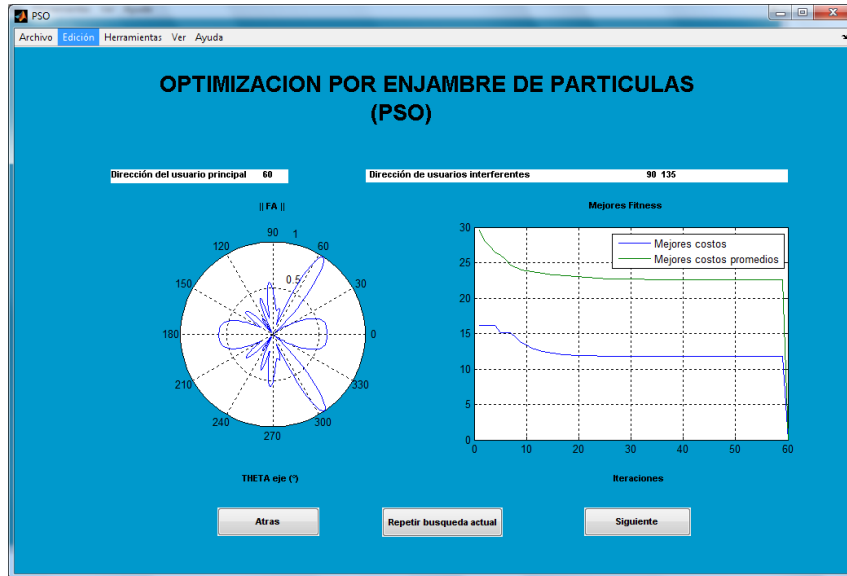 PSO
Archivo Edición Herramientas Ver Ayuda
OPTIMIZACION POR ENJAMBRE DE PARTICULAS
(PSO)
Dirección del usuario principal 60
Dirección de usuarios interferentes 90 135
|| FA ||
90 1
120 60
0.5
150 30
180 0
210 330
240 300
270
THETA eje (°)
Mejores Fitness
30
Mejores costos
Mejores costos promedios
25
20
15
10
5
0
0 10 20 30 40 50 60
Iteraciones
Atras
Repetir busqueda actual
Siguiente